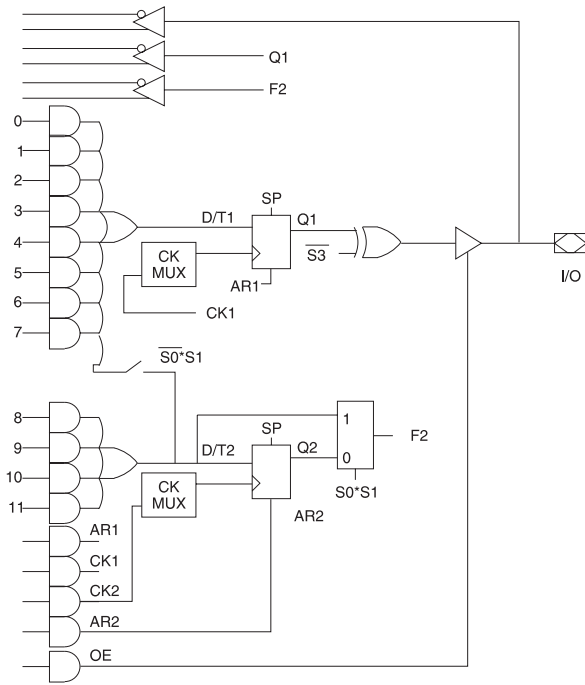 Q1
F2
0
1
2
3
4
5
6
7
SP
D/T1
Q1
CK
MUX
S̅3̅
AR1
CK1
I/O
S̅0̅*S1
8
9
10
11
SP
D/T2
Q2
1
0
F2
CK
MUX
S0*S1
AR2
AR1
CK1
CK2
AR2
OE